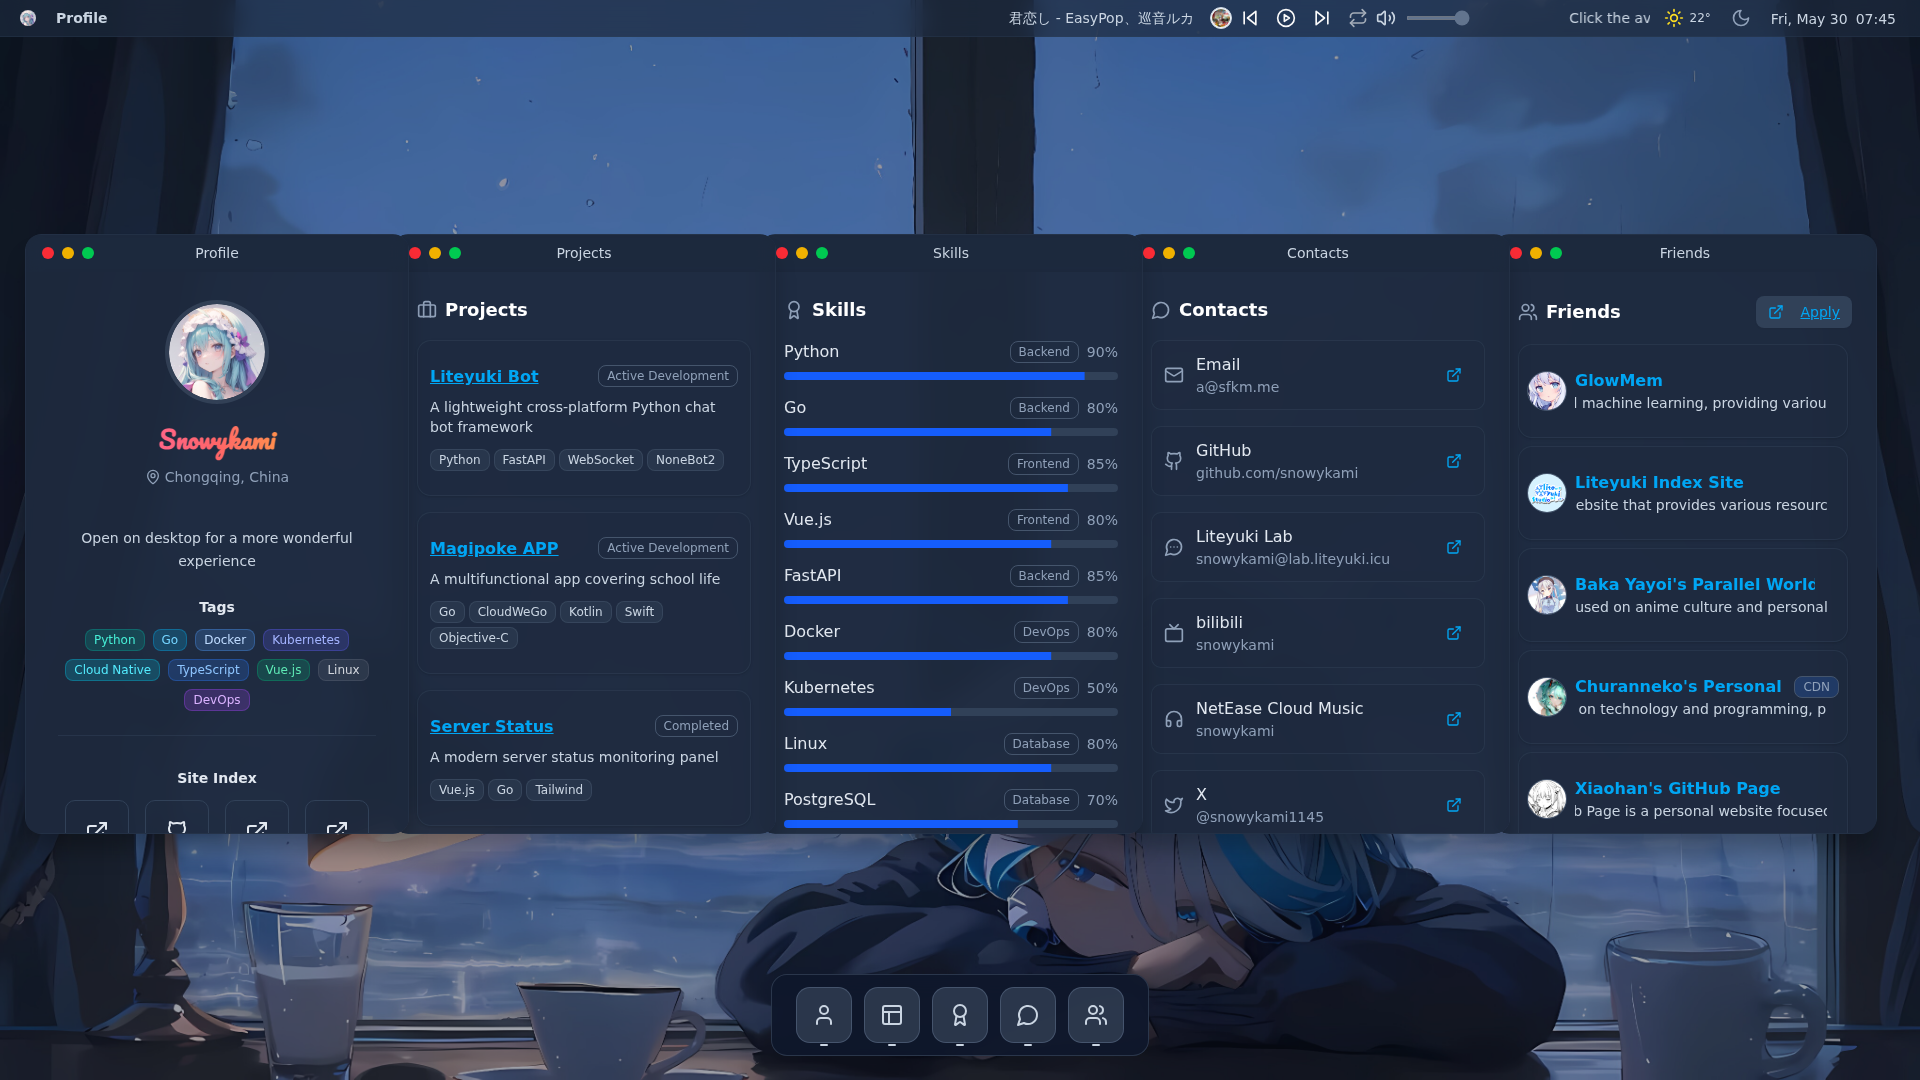 Profile
君恋し - EasyPop、巡音ルカ
Click the av
22°
Fri, May 30 07:45
Profile
Snowykami
Chongqing, China
Open on desktop for a more wonderful
experience
Tags
Python Go Docker Kubernetes
Cloud Native TypeScript Vue.js Linux
DevOps
Site Index
Projects
Projects
Liteyuki Bot
Active Development
A lightweight cross-platform Python chat
bot framework
Python FastAPI WebSocket NoneBot2
Magipoke APP
Active Development
A multifunctional app covering school life
Go CloudWeGo Kotlin Swift
Objective-C
Server Status
Completed
A modern server status monitoring panel
Vue.js Go Tailwind
Skills
Skills
Python Backend 90%
Go Backend 80%
TypeScript Frontend 85%
Vue.js Frontend 80%
FastAPI Backend 85%
Docker DevOps 80%
Kubernetes DevOps 50%
Linux Database 80%
PostgreSQL Database 70%
Contacts
Contacts
Email
a@sfkm.me
GitHub
github.com/snowykami
Liteyuki Lab
snowykami@lab.liteyuki.icu
bilibili
snowykami
NetEase Cloud Music
snowykami
X
@snowykami1145
Friends
Friends
Apply
GlowMem
l machine learning, providing variou
Liteyuki Index Site
ebsite that provides various resourc
Baka Yayoi's Parallel World
used on anime culture and personal
Churanneko's Personal CDN
on technology and programming, p
Xiaohan's GitHub Page
b Page is a personal website focused